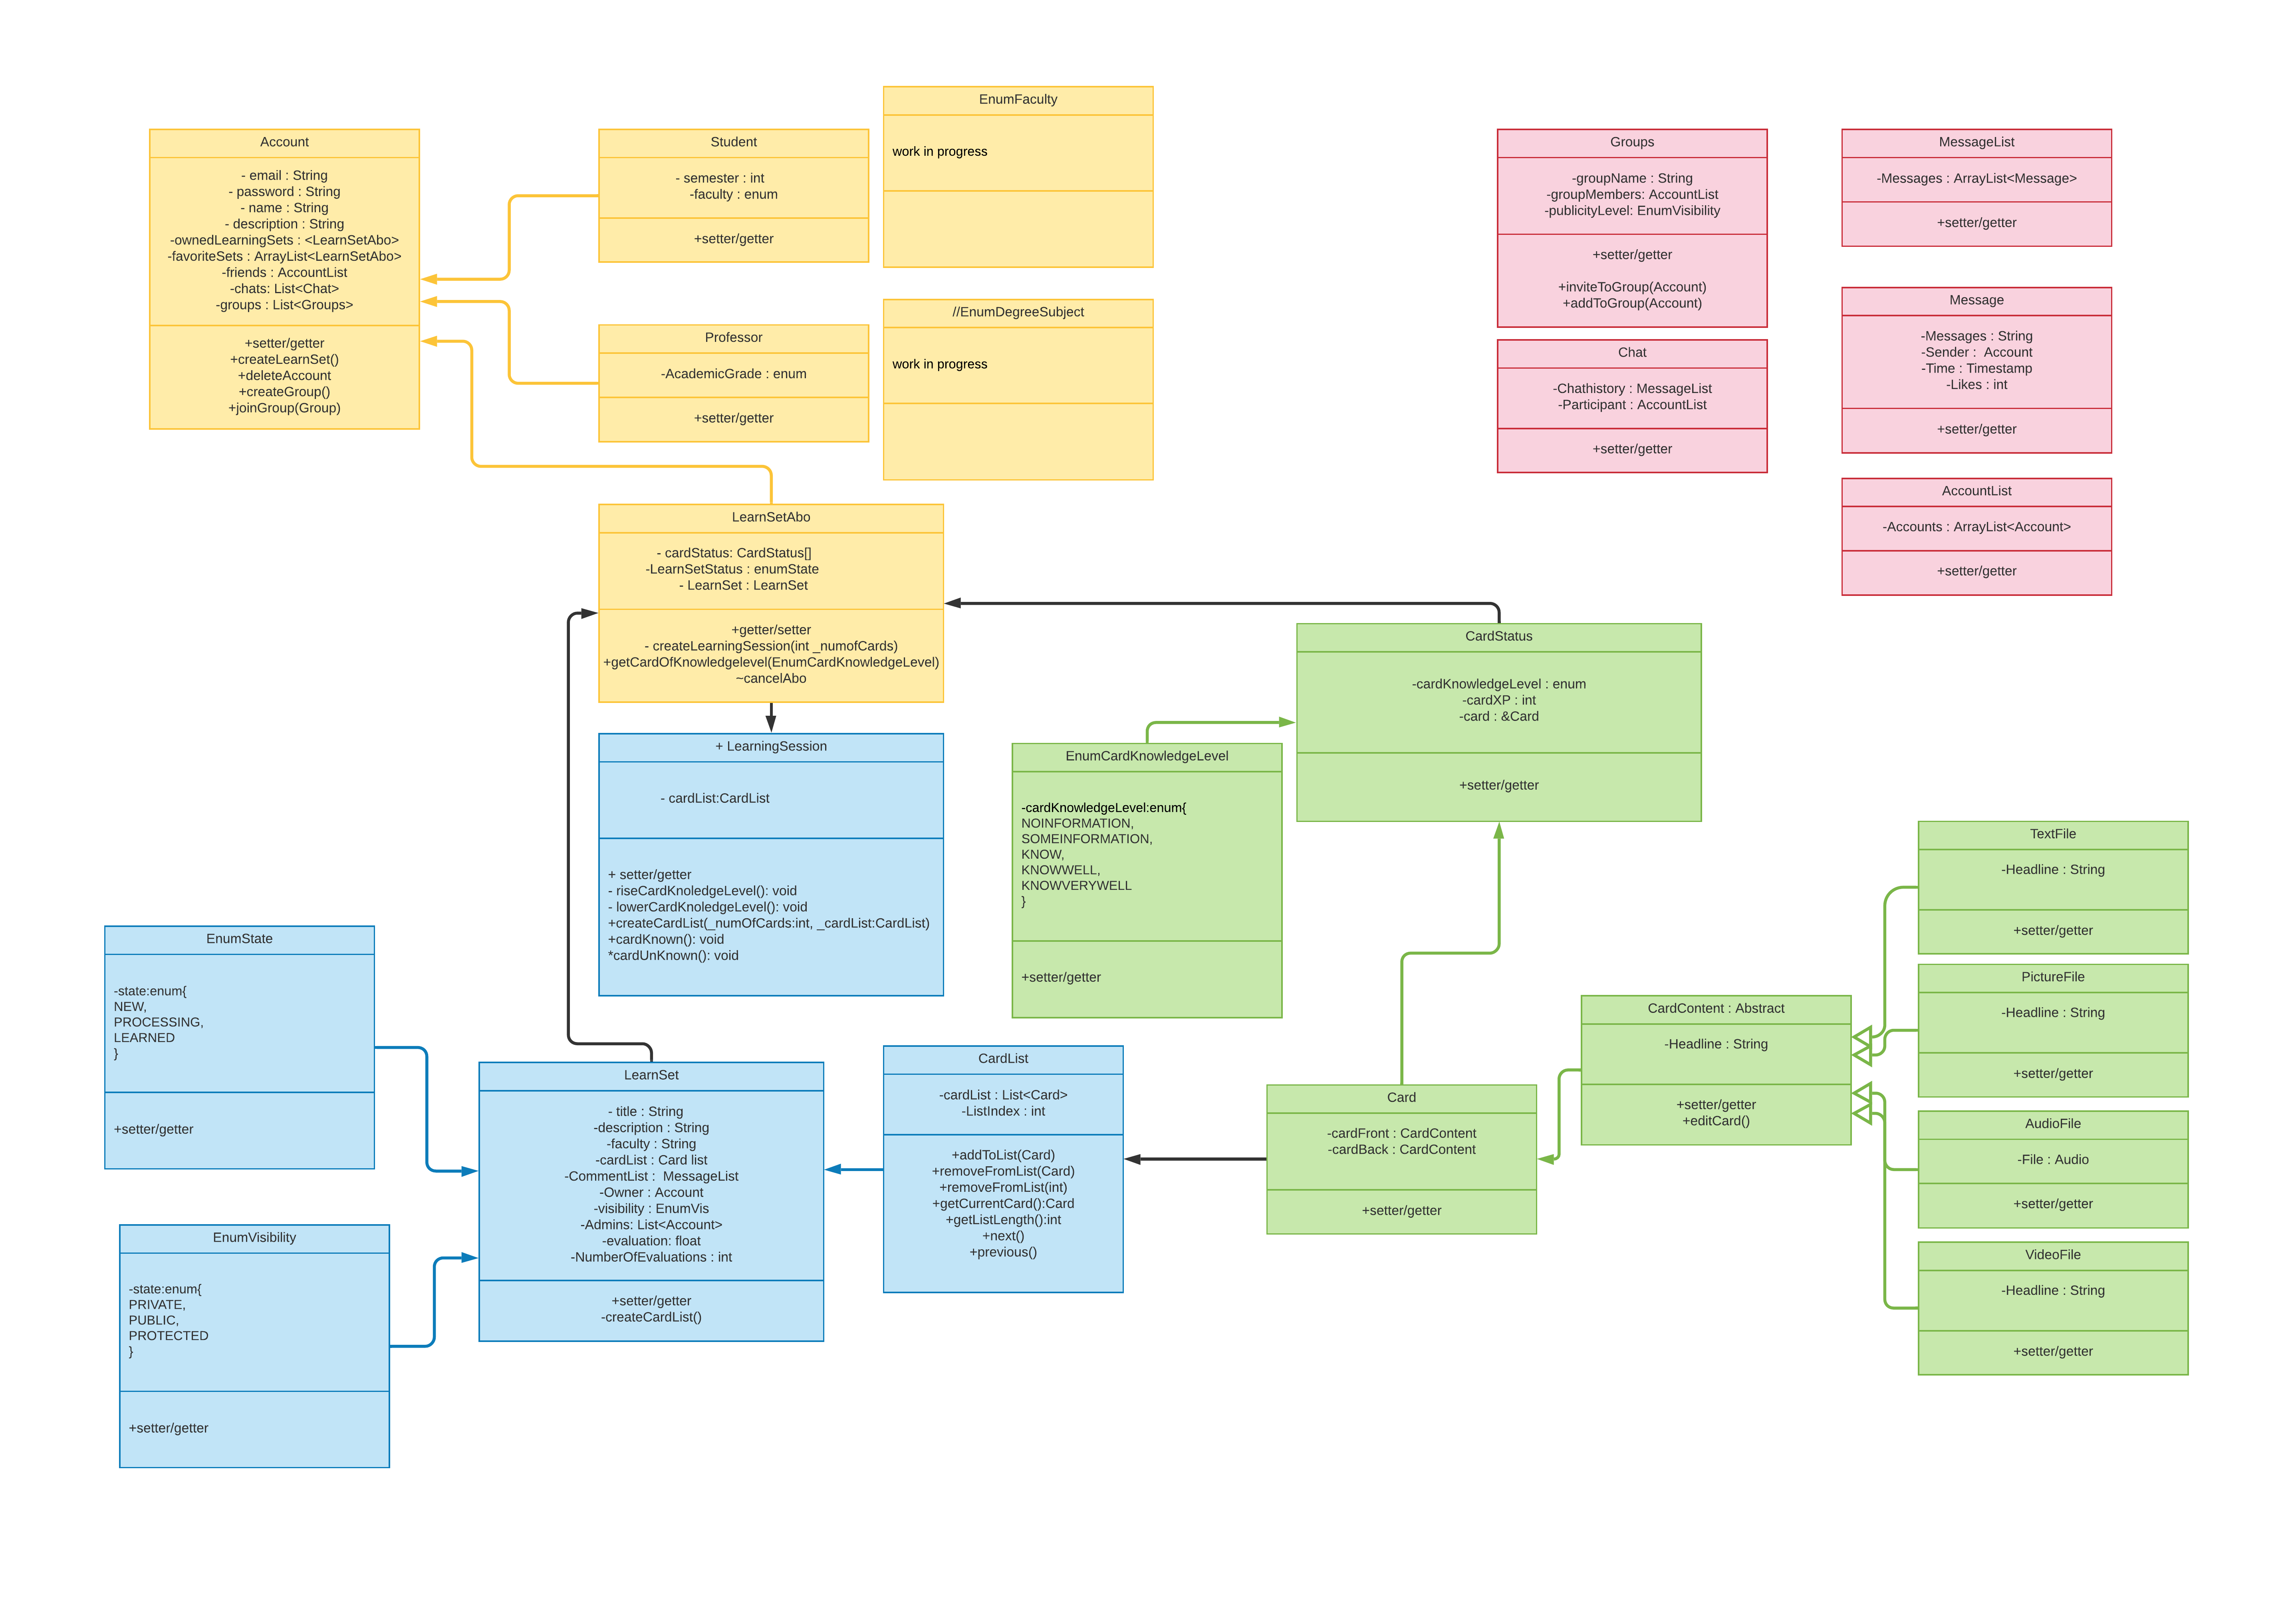 Account
- email : String
- password : String
- name : String
- description : String
-ownedLearningSets : <LearnSetAbo>
-favoriteSets : ArrayList<LearnSetAbo>
-friends : AccountList
-chats: List<Chat>
-groups : List<Groups>
+setter/getter
+createLearnSet()
+deleteAccount
+createGroup()
+joinGroup(Group)
Student
- semester : int
-faculty : enum
+setter/getter
Professor
-AcademicGrade : enum
+setter/getter
EnumFaculty
work in progress
//EnumDegreeSubject
work in progress
Groups
-groupName : String
-groupMembers: AccountList
-publicityLevel: EnumVisibility
+setter/getter
+inviteToGroup(Account)
+addToGroup(Account)
Chat
-Chathistory : MessageList
-Participant : AccountList
+setter/getter
MessageList
-Messages : ArrayList<Message>
+setter/getter
Message
-Messages : String
-Sender :  Account
-Time : Timestamp
-Likes : int
+setter/getter
AccountList
-Accounts : ArrayList<Account>
+setter/getter
LearnSetAbo
- cardStatus: CardStatus[]
-LearnSetStatus : enumState
- LearnSet : LearnSet
+getter/setter
- createLearningSession(int _numofCards)
+getCardOfKnowledgelevel(EnumCardKnowledgeLevel)
~cancelAbo
+ LearningSession
- cardList:CardList
+ setter/getter
- riseCardKnoledgeLevel(): void
- lowerCardKnoledgeLevel(): void
+createCardList(_numOfCards:int, _cardList:CardList)
+cardKnown(): void
*cardUnKnown(): void
CardStatus
-cardKnowledgeLevel : enum
-cardXP : int
-card : &Card
+setter/getter
EnumCardKnowledgeLevel
-cardKnowledgeLevel:enum{
NOINFORMATION,
SOMEINFORMATION,
KNOW,
KNOWWELL,
KNOWVERYWELL
}
+setter/getter
EnumState
-state:enum{
NEW,
PROCESSING,
LEARNED
}
+setter/getter
EnumVisibility
-state:enum{
PRIVATE,
PUBLIC,
PROTECTED
}
+setter/getter
LearnSet
- title : String
-description : String
-faculty : String
-cardList : Card list
-CommentList :  MessageList
-Owner : Account
-visibility : EnumVis
-Admins: List<Account>
-evaluation: float
-NumberOfEvaluations : int
+setter/getter
-createCardList()
CardList
-cardList : List<Card>
-ListIndex : int
+addToList(Card)
+removeFromList(Card)
+removeFromList(int)
+getCurrentCard():Card
+getListLength():int
+next()
+previous()
Card
-cardFront : CardContent
-cardBack : CardContent
+setter/getter
CardContent : Abstract
-Headline : String
+setter/getter
+editCard()
TextFile
-Headline : String
+setter/getter
PictureFile
-Headline : String
+setter/getter
AudioFile
-File : Audio
+setter/getter
VideoFile
-Headline : String
+setter/getter